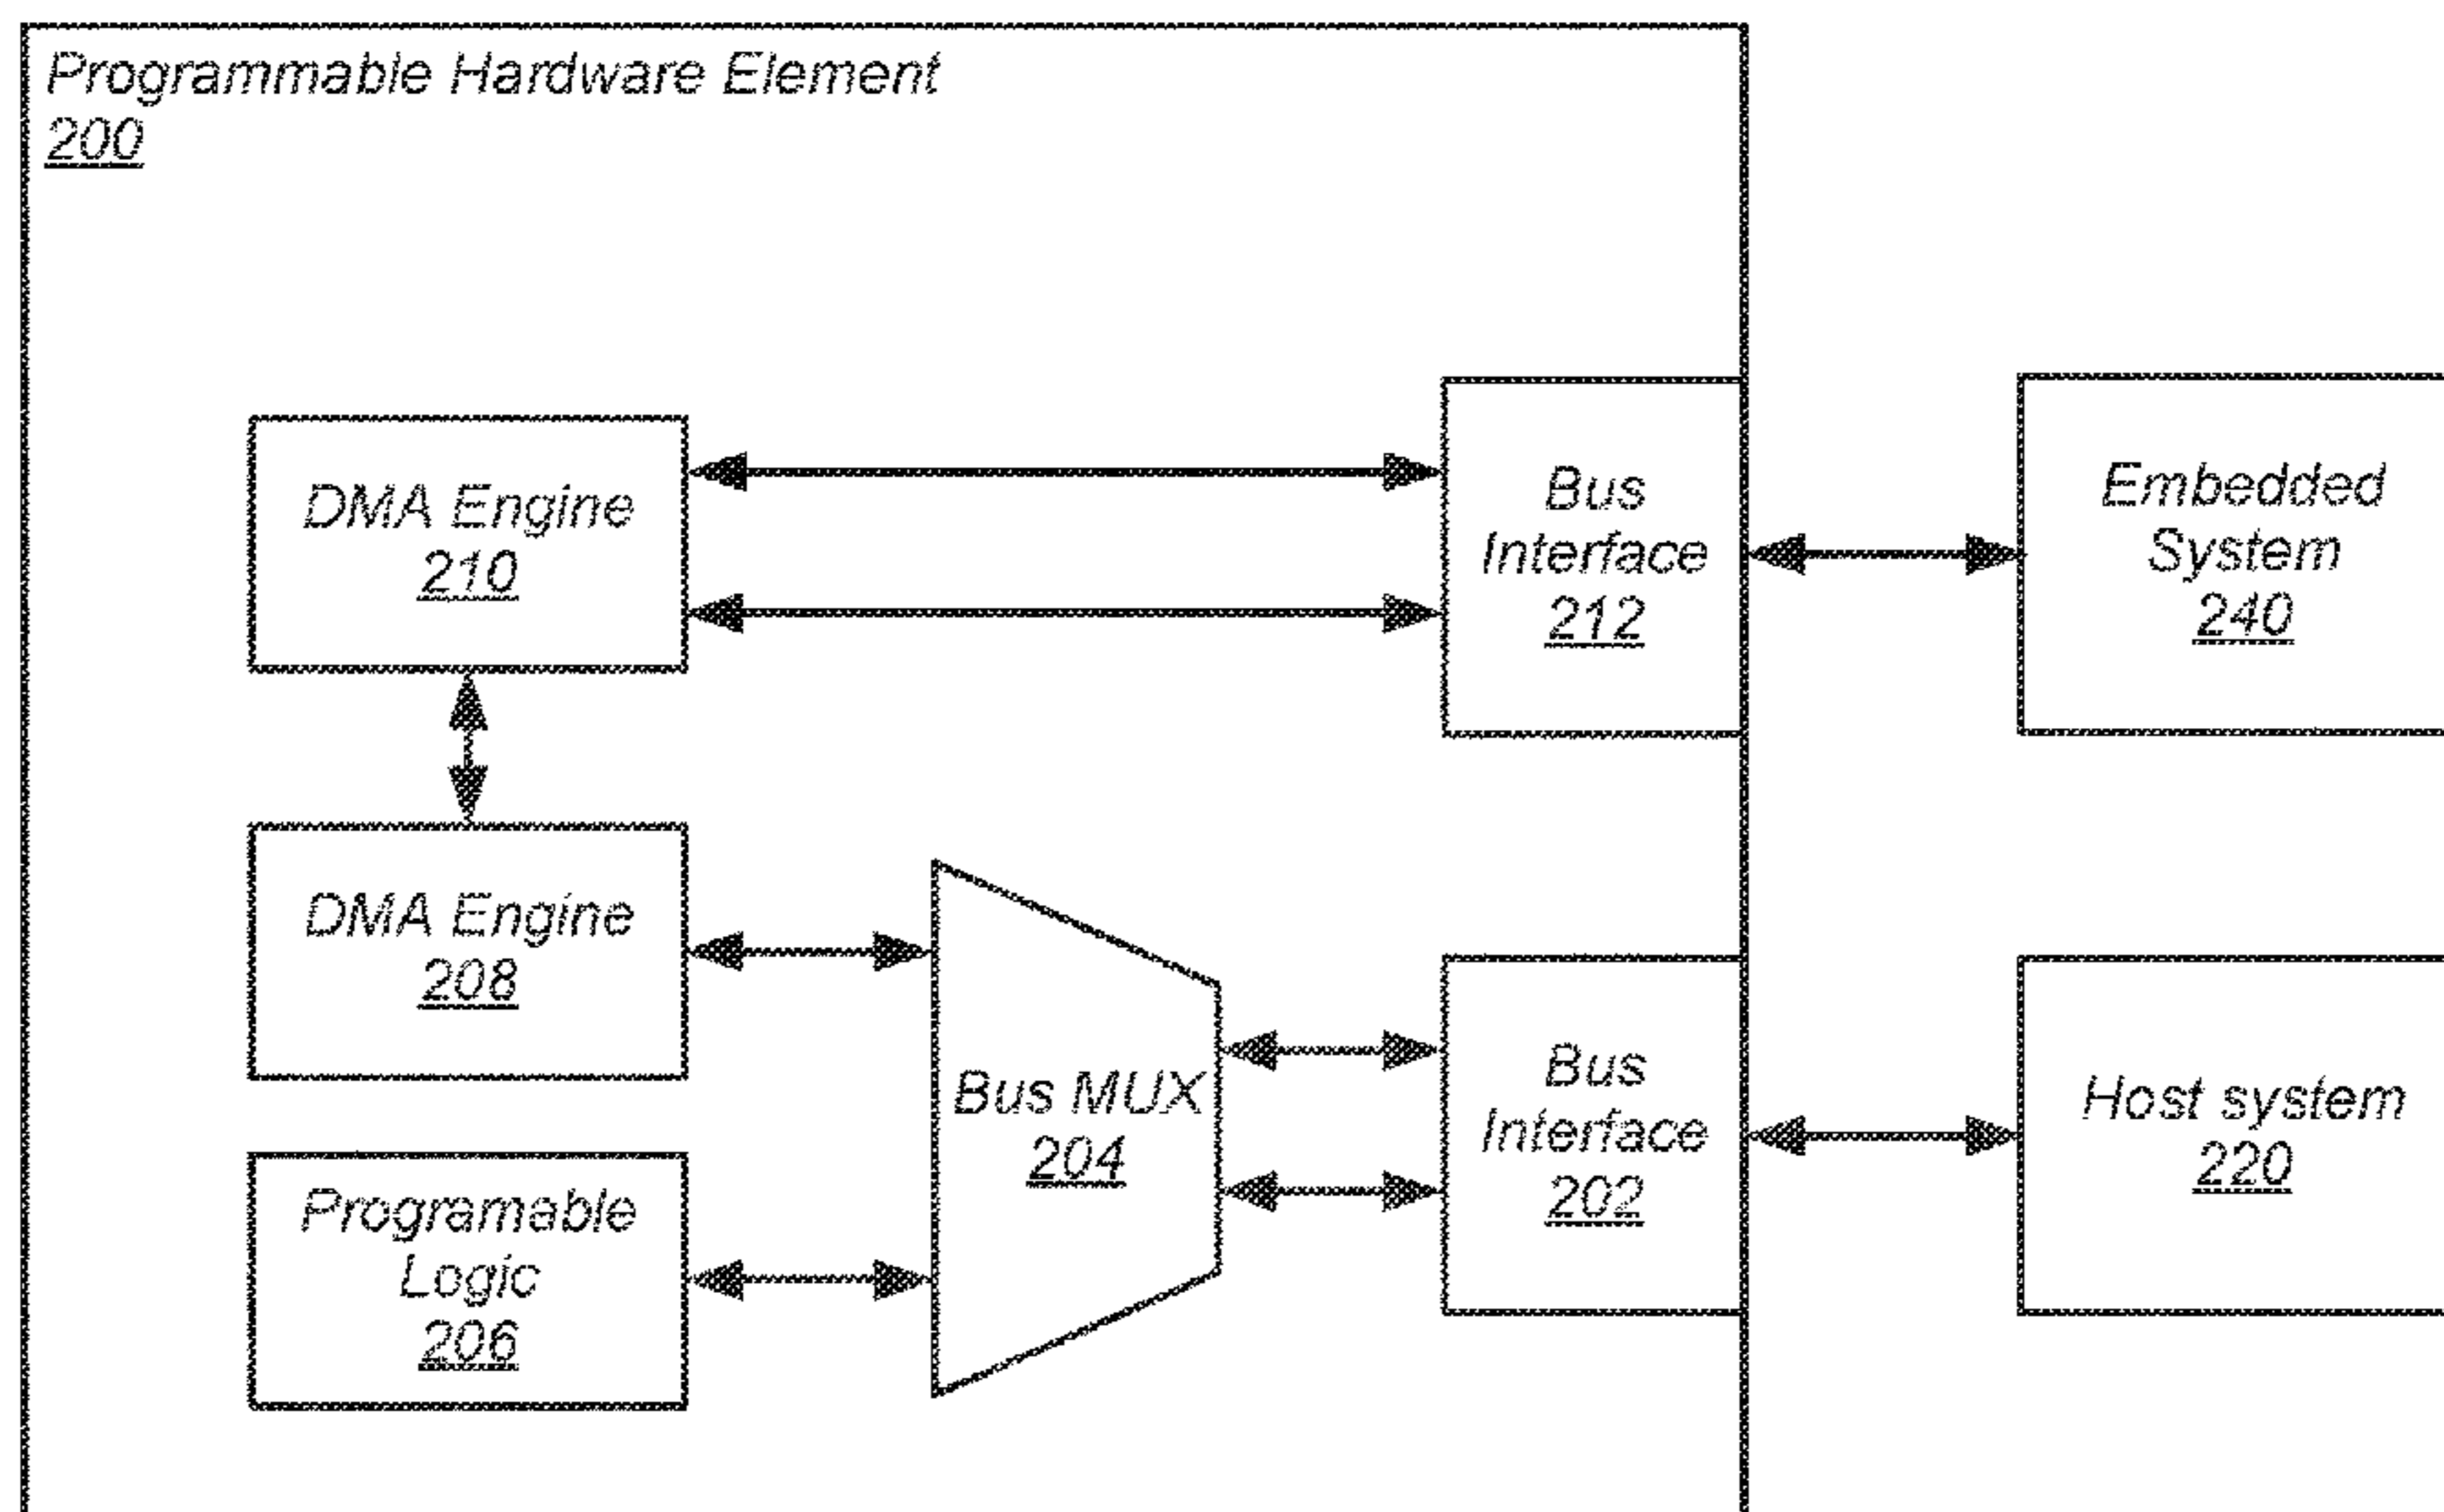 Programmable Hardware Element
200
DMA Engine
210
Bus
Interface
212
Embedded
System
240
DMA Engine
208
Bus MUX
204
Bus
Interface
202
Host system
220
Programable
Logic
206